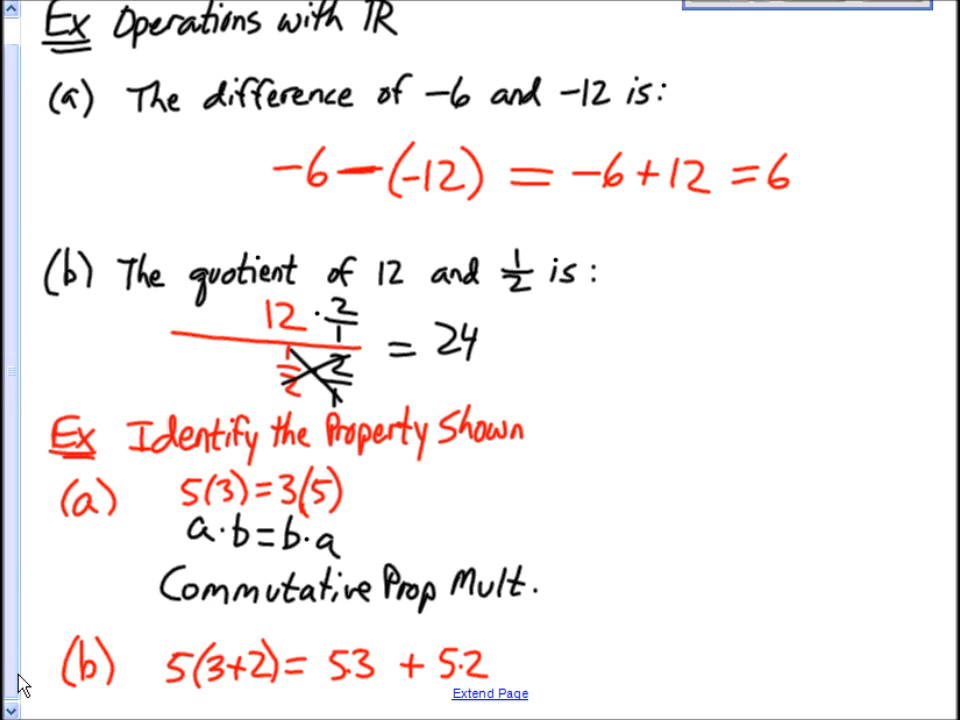 Ex Operations with ℝ
(a) The difference of -6 and -12 is:
-6 - (-12) = -6 + 12 = 6
(b) The quotient of 12 and 1/2 is:
12 · 2/1
1/2 2/1 = 24
Ex Identify the Property Shown
(a) 5(3) = 3(5)
a·b = b·a
Commutative Prop Mult.
(b) 5(3+2) = 5·3 + 5·2
Extend Page